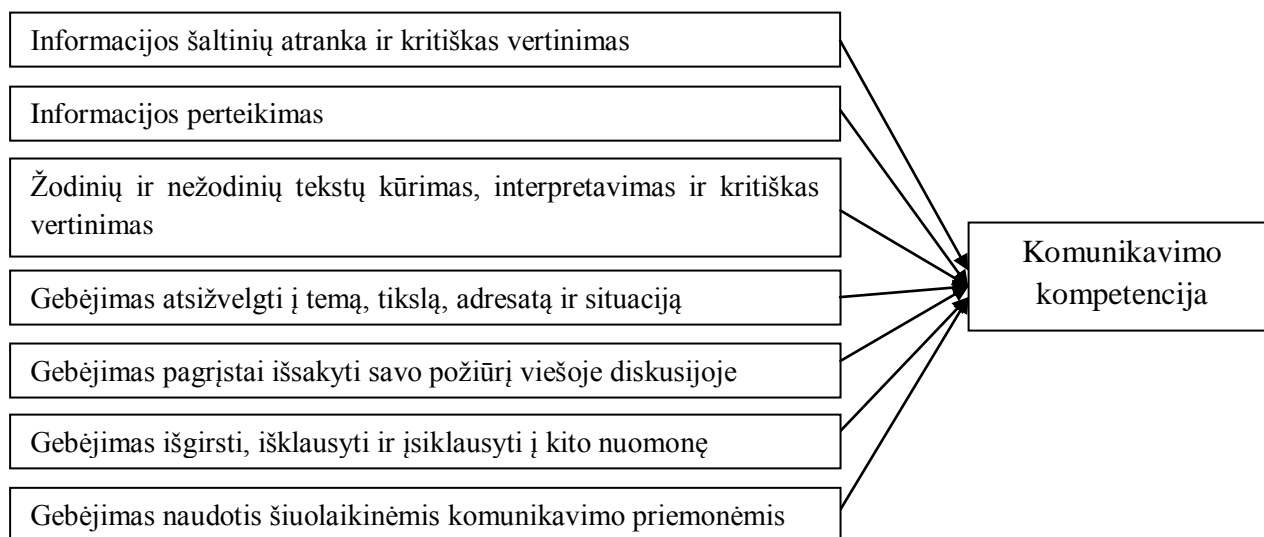 Informacijos šaltinių atranka ir kritiškas vertinimas
Informacijos perteikimas
Žodinių ir nežodinių tekstų kūrimas, interpretavimas ir kritiškas
vertinimas
Gebėjimas atsižvelgti į temą, tikslą, adresatą ir situaciją
Gebėjimas pagrįstai išsakyti savo požiūrį viešoje diskusijoje
Gebėjimas išgirsti, išklausyti ir įsiklausyti į kito nuomonę
Gebėjimas naudotis šiuolaikinėmis komunikavimo priemonėmis
Komunikavimo
kompetencija